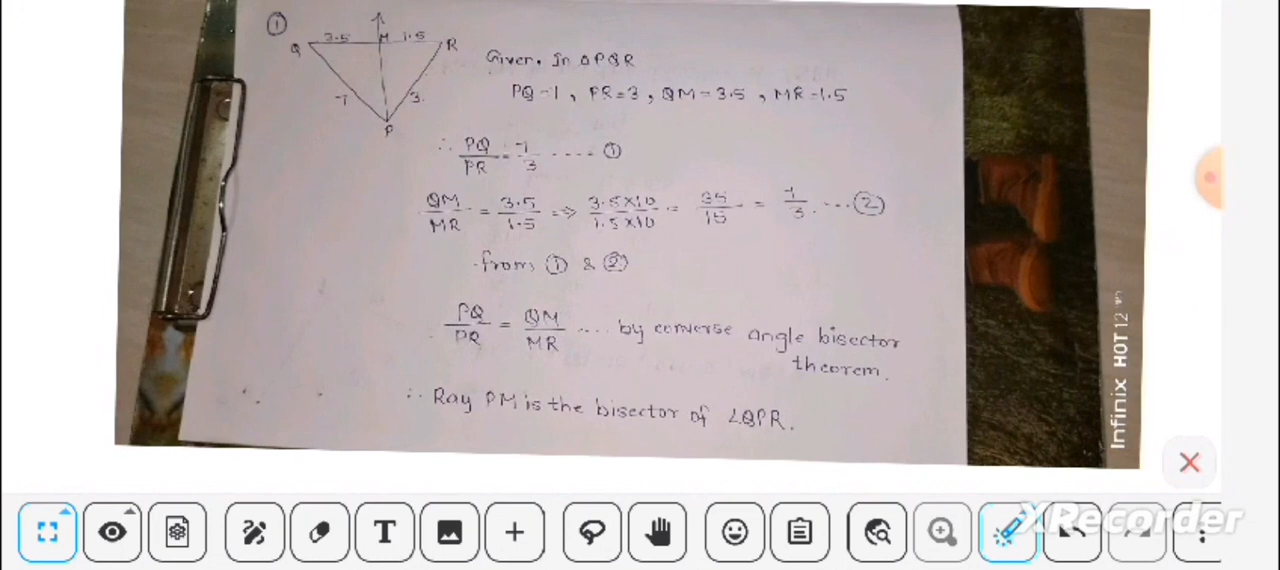 ①
3.5 M 1.5
Q R
7 3.
P
Given. In △PQR
PQ=7, PR=3, QM=3.5, MR=1.5
∴ PQ/PR = 7/3 ---- ①
QM/MR = 3.5/1.5 => 3.5×10/1.5×10 = 35/15 = 7/3. ---②
from ① & ②
PQ/PR = QM/MR .... by converse angle bisector
theorem.
∴ Ray PM is the bisector of ∠QPR.
Infinix HOT 12
T
XRecorder